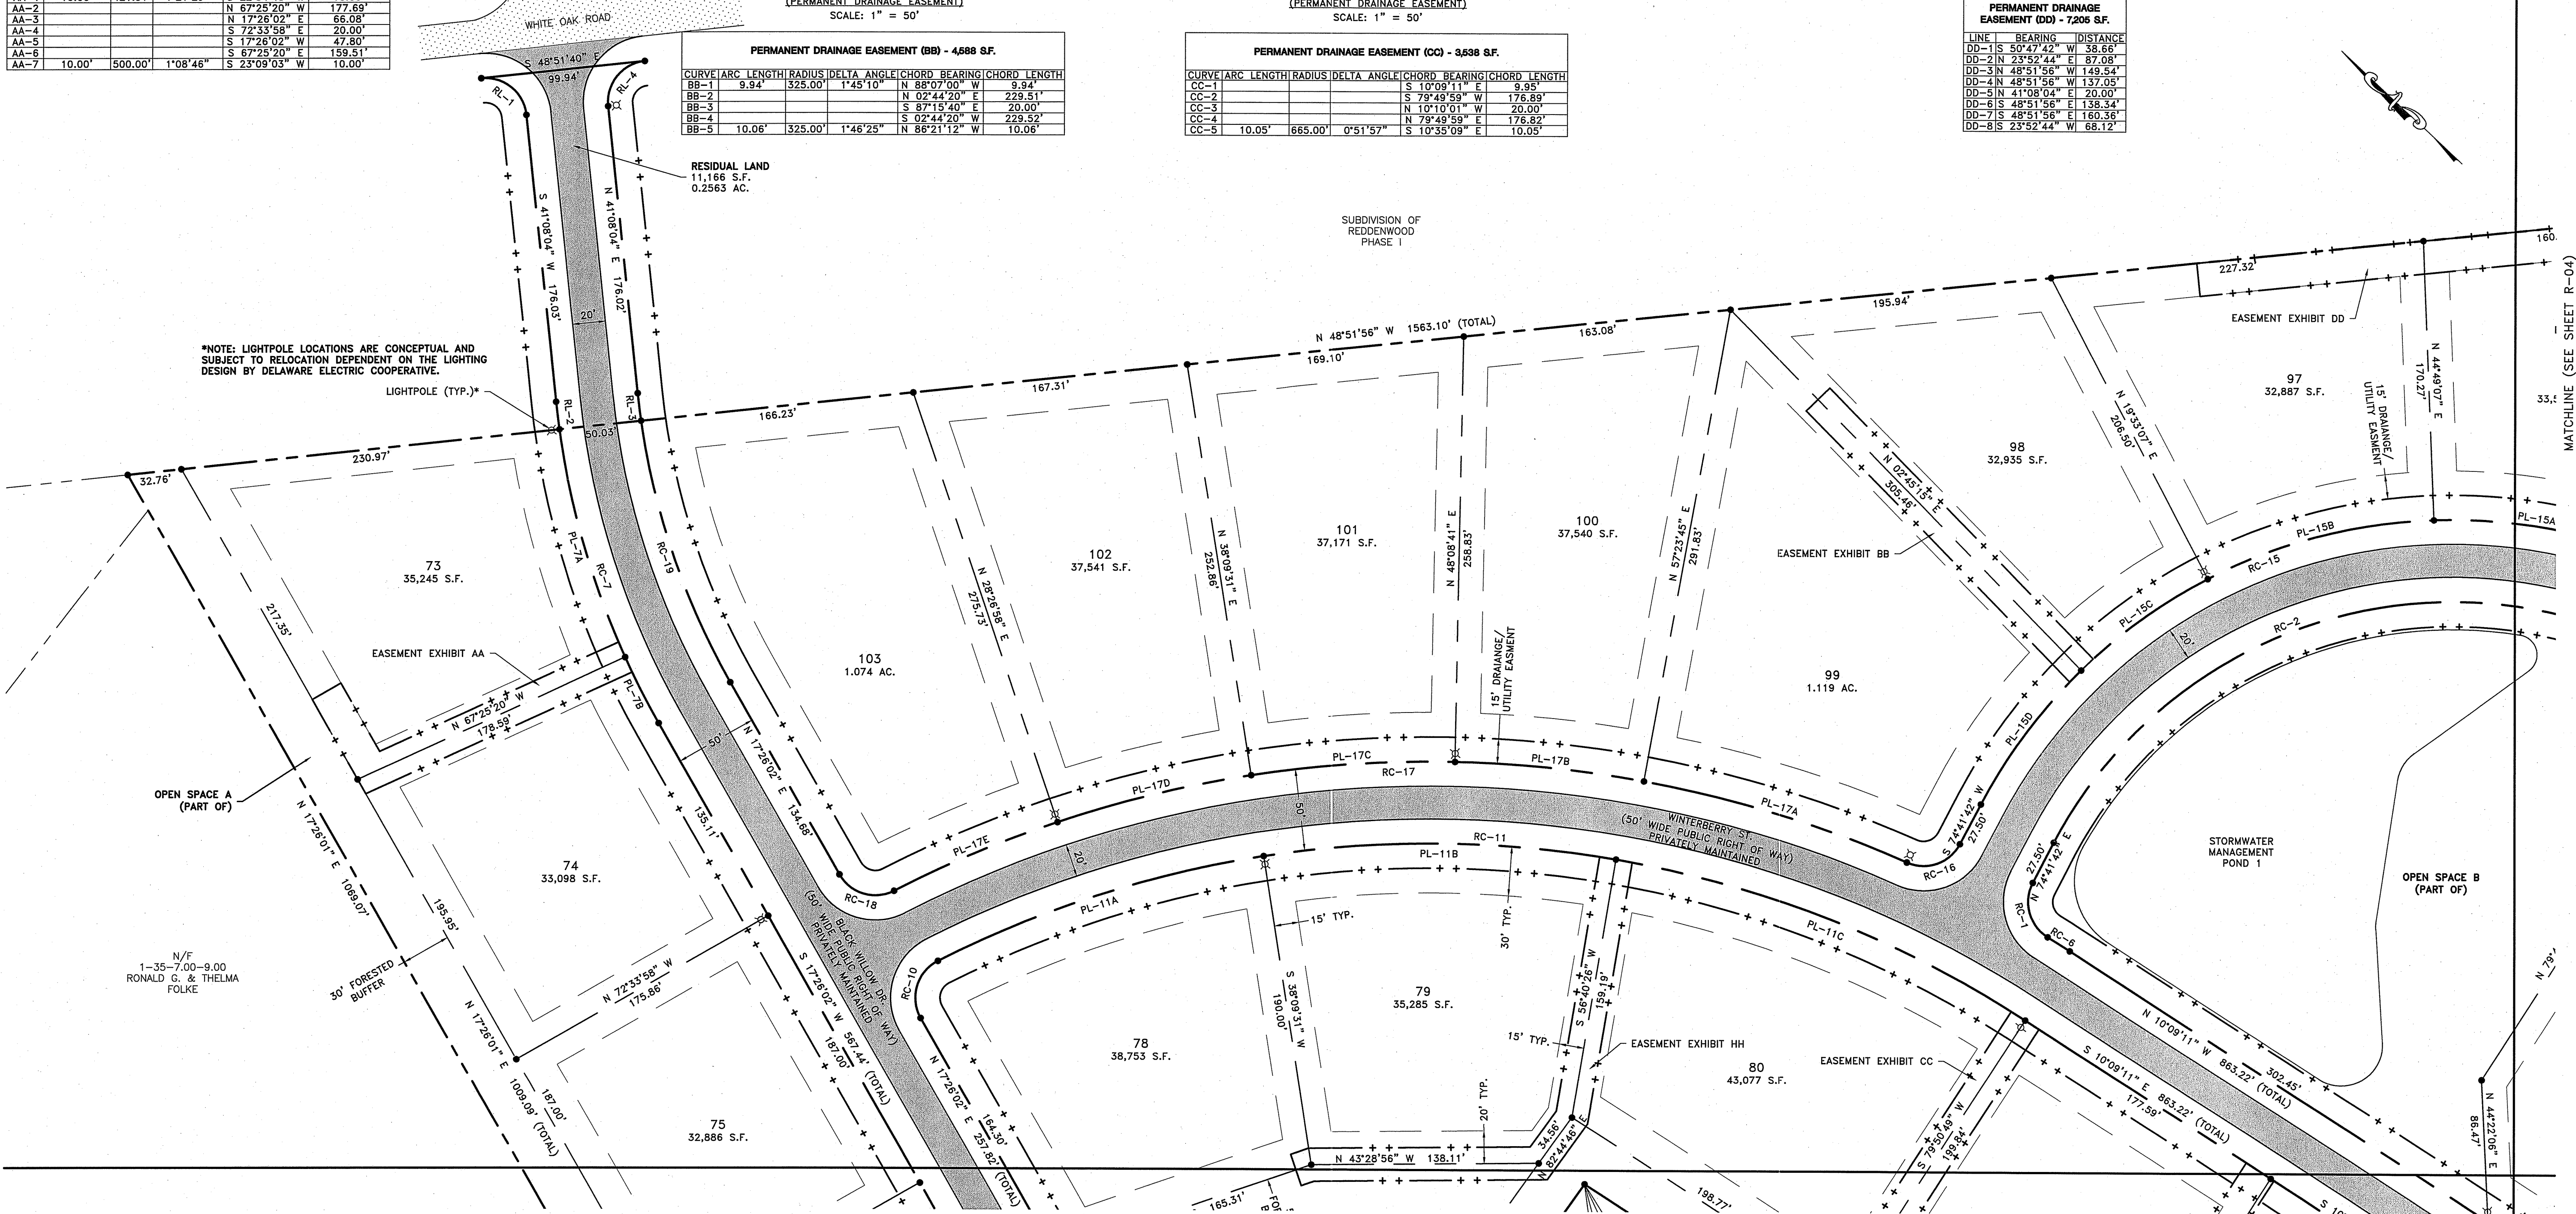 AA-2 N 67°25'20" W 177.69'
AA-3 N 17°26'02" E 66.08'
AA-4 S 72°33'58" E 20.00'
AA-5 S 17°26'02" W 47.80'
AA-6 S 67°25'20" E 159.51'
AA-7 10.00' 500.00' 1°08'46" S 23°09'03" W 10.00'
WHITE OAK ROAD
(PERMANENT DRAINAGE EASEMENT)
SCALE: 1" = 50'
PERMANENT DRAINAGE EASEMENT (BB) - 4,588 S.F.
CURVE ARC LENGTH RADIUS DELTA ANGLE CHORD BEARING CHORD LENGTH
BB-1 9.94' 325.00' 1°45'10" N 88°07'00" W 9.94'
BB-2 N 02°44'20" E 229.51'
BB-3 S 87°15'40" E 20.00'
BB-4 S 02°44'20" W 229.52'
BB-5 10.06' 325.00' 1°46'25" N 86°21'12" W 10.06'
(PERMANENT DRAINAGE EASEMENT)
SCALE: 1" = 50'
PERMANENT DRAINAGE EASEMENT (CC) - 3,538 S.F.
CURVE ARC LENGTH RADIUS DELTA ANGLE CHORD BEARING CHORD LENGTH
CC-1 S 10°09'11" E 9.95'
CC-2 S 79°49'59" W 176.89'
CC-3 N 10°10'01" W 20.00'
CC-4 N 79°49'59" E 176.82'
CC-5 10.05' 665.00' 0°51'57" S 10°35'09" E 10.05'
PERMANENT DRAINAGE
EASEMENT (DD) - 7,205 S.F.
LINE BEARING DISTANCE
DD-1 S 50°47'42" W 38.66'
DD-2 N 23°52'44" E 87.08'
DD-3 N 48°51'56" W 149.54'
DD-4 N 48°51'56" W 137.05'
DD-5 N 41°08'04" E 20.00'
DD-6 S 48°51'56" E 138.34'
DD-7 S 48°51'56" E 160.36'
DD-8 S 23°52'44" W 68.12'
S 48°51'40" E
99.94'
RL-1
RL-4
RESIDUAL LAND
11,166 S.F.
0.2563 AC.
S 41°08'04" W 176.03'
N 41°08'04" E 176.02'
20'
SUBDIVISION OF
REDDENWOOD
PHASE I
*NOTE: LIGHTPOLE LOCATIONS ARE CONCEPTUAL AND
SUBJECT TO RELOCATION DEPENDENT ON THE LIGHTING
DESIGN BY DELAWARE ELECTRIC COOPERATIVE.
LIGHTPOLE (TYP.)*
RL-2
RL-3
50.03'
32.76'
230.97'
166.23'
167.31'
169.10'
N 48°51'56" W 1563.10' (TOTAL)
163.08'
195.94'
227.32'
160.
EASEMENT EXHIBIT DD
MATCHLINE (SEE SHEET R-04)
73
35,245 S.F.
217.35'
PL-7A
RC-7
RC-19
EASEMENT EXHIBIT AA
N 67°25'20" W
178.59'
PL-7B
OPEN SPACE A
(PART OF)
N 17°26'01" E 1069.07'
50'
135.11'
N 17°26'02" E 134.68'
103
1.074 AC.
N 28°26'58" E
275.73'
102
37,541 S.F.
N 38°09'31" E
252.86'
101
37,171 S.F.
N 48°08'41" E
258.83'
100
37,540 S.F.
15' DRAIANGE/
UTILITY EASMENT
N 57°23'45" E
291.83'
99
1.119 AC.
EASEMENT EXHIBIT BB
N 02°45'15" E
305.46'
98
32,935 S.F.
N 19°33'07" E
206.50'
97
32,887 S.F.
15' DRAIANGE/
UTILITY EASMENT
N 44°49'07" E
170.27'
33,
PL-15A
PL-15B
RC-15
PL-15C
PL-15D
RC-2
20'
S 74°41'42" W
27.50'
27.50'
N 74°41'42" E
RC-16
RC-1
RC-6
STORMWATER
MANAGEMENT
POND 1
OPEN SPACE B
(PART OF)
RC-18
PL-17E
PL-17D
PL-17C
RC-17
PL-17B
PL-17A
50'
20'
WINTERBERRY ST.
(50' WIDE PUBLIC RIGHT OF WAY)
PRIVATELY MAINTAINED
RC-11
PL-11A
PL-11B
PL-11C
RC-10
BLACK WILLOW DR.
(50' WIDE PUBLIC RIGHT OF WAY)
PRIVATELY MAINTAINED
74
33,098 S.F.
195.95'
N/F
1-35-7.00-9.00
RONALD G. & THELMA
FOLKE
30' FORESTED
BUFFER
N 72°33'58" W
175.86'
N 17°26'01" E 1009.09' (TOTAL)
187.00'
75
32,886 S.F.
S 17°26'02" W 567.44' (TOTAL)
187.00'
N 17°26'02" E 257.82' (TOTAL)
164.30'
78
38,753 S.F.
15' TYP.
S 38°09'31" W
190.00'
79
35,285 S.F.
30' TYP.
S 56°40'26" W
159.19'
15' TYP.
EASEMENT EXHIBIT HH
20' TYP.
34.56'
N 82°44'46" E
N 43°28'56" W 138.11'
165.31'
198.77'
80
43,077 S.F.
EASEMENT EXHIBIT CC
S 79°50'49" W
199.84'
S 10°09'11" E 863.22' (TOTAL)
177.59'
N 10°09'11" W 863.22' (TOTAL)
302.45'
N 44°22'06" E
86.47'
N 79°